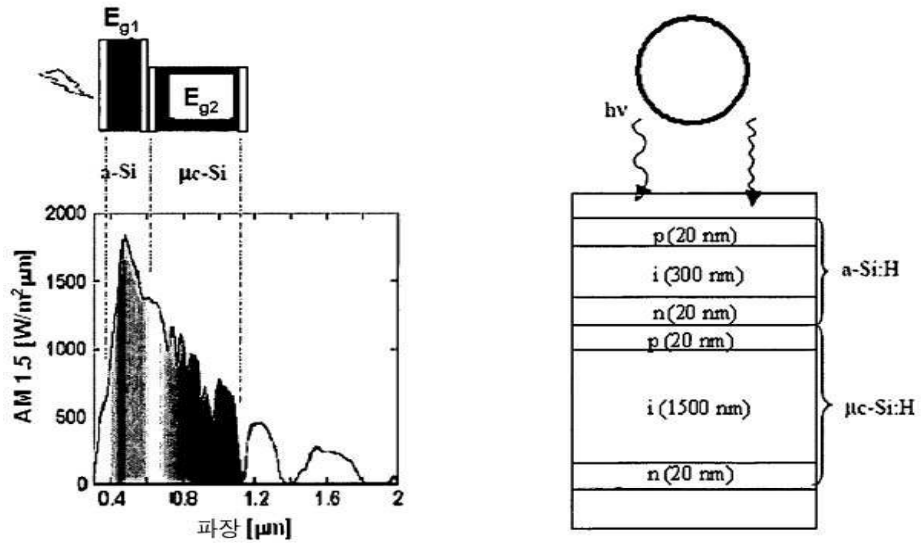 Eg1
Eg2
a-Si
μc-Si
2000
1500
1000
500
0
AM 1.5 [W/m²μm]
0.4
0.8
1.2
1.6
2
파장 [μm]
hν
p (20 nm)
i (300 nm)
n (20 nm)
a-Si:H
p (20 nm)
i (1500 nm)
n (20 nm)
μc-Si:H